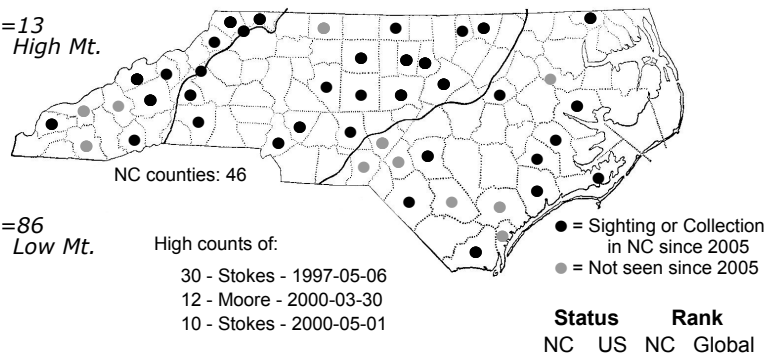 =13
High Mt.
NC counties: 46
=86
Low Mt.
High counts of:
30 - Stokes - 1997-05-06
12 - Moore - 2000-03-30
10 - Stokes - 2000-05-01
● = Sighting or Collection
in NC since 2005
● = Not seen since 2005
Status Rank
NC US NC Global